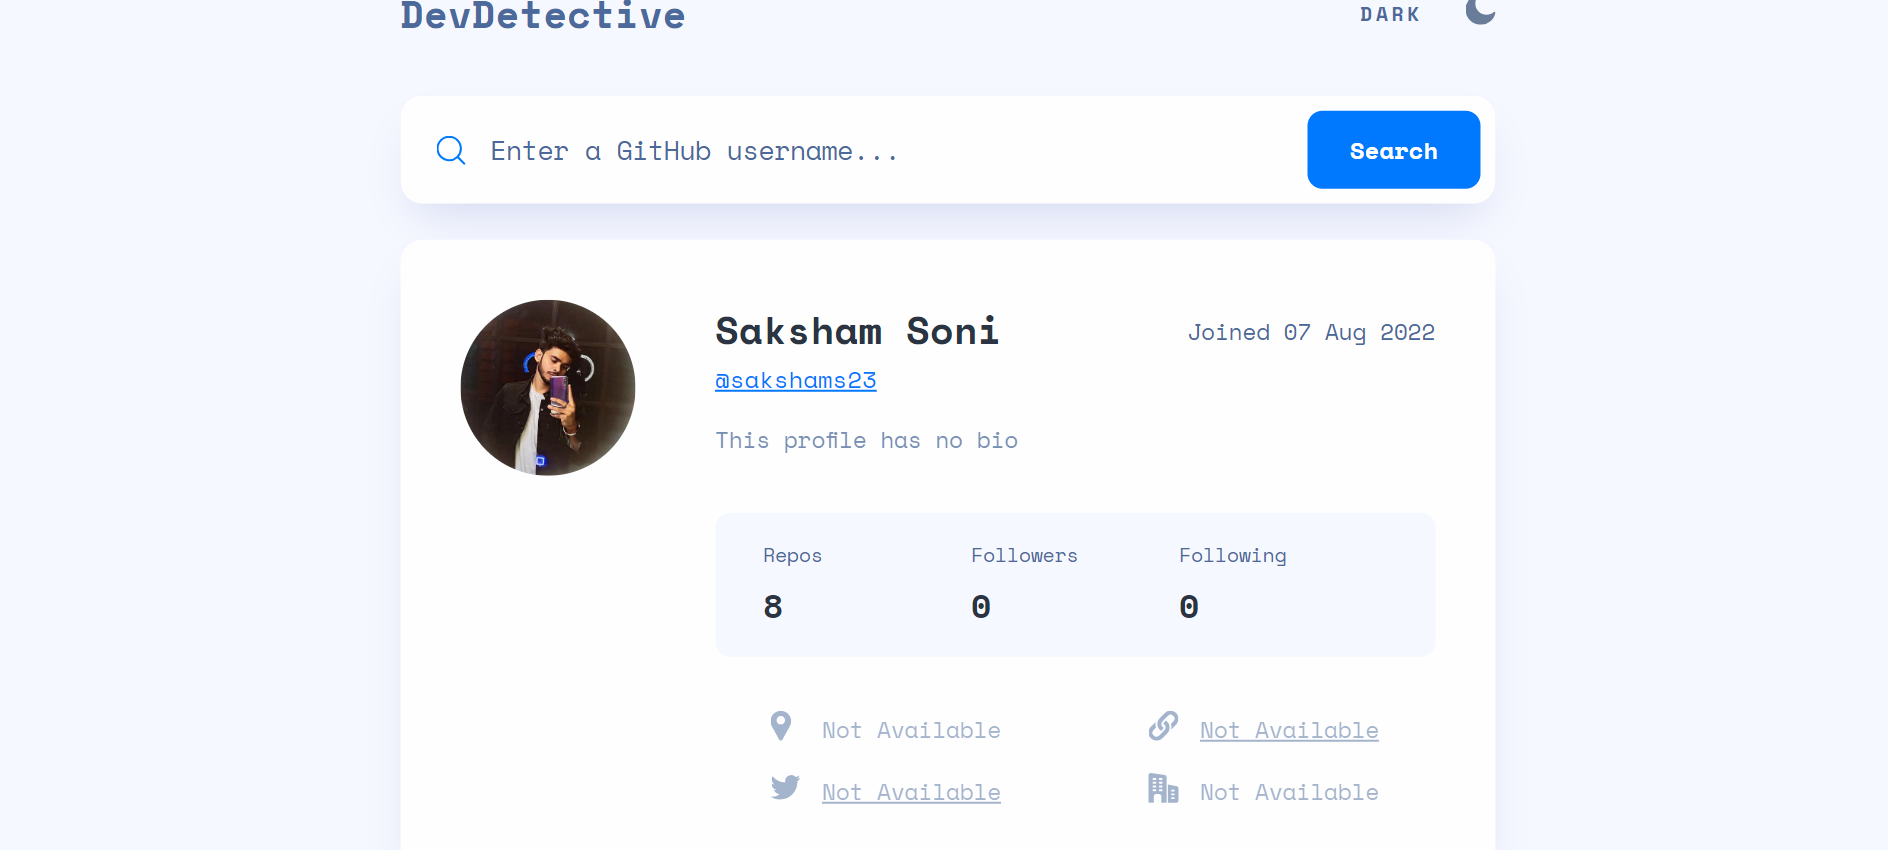 DevDetective
DARK
Enter a GitHub username...
Search
Saksham Soni
Joined 07 Aug 2022
@sakshams23
This profile has no bio
Repos Followers Following
8 0 0
Not Available Not Available
Not Available Not Available